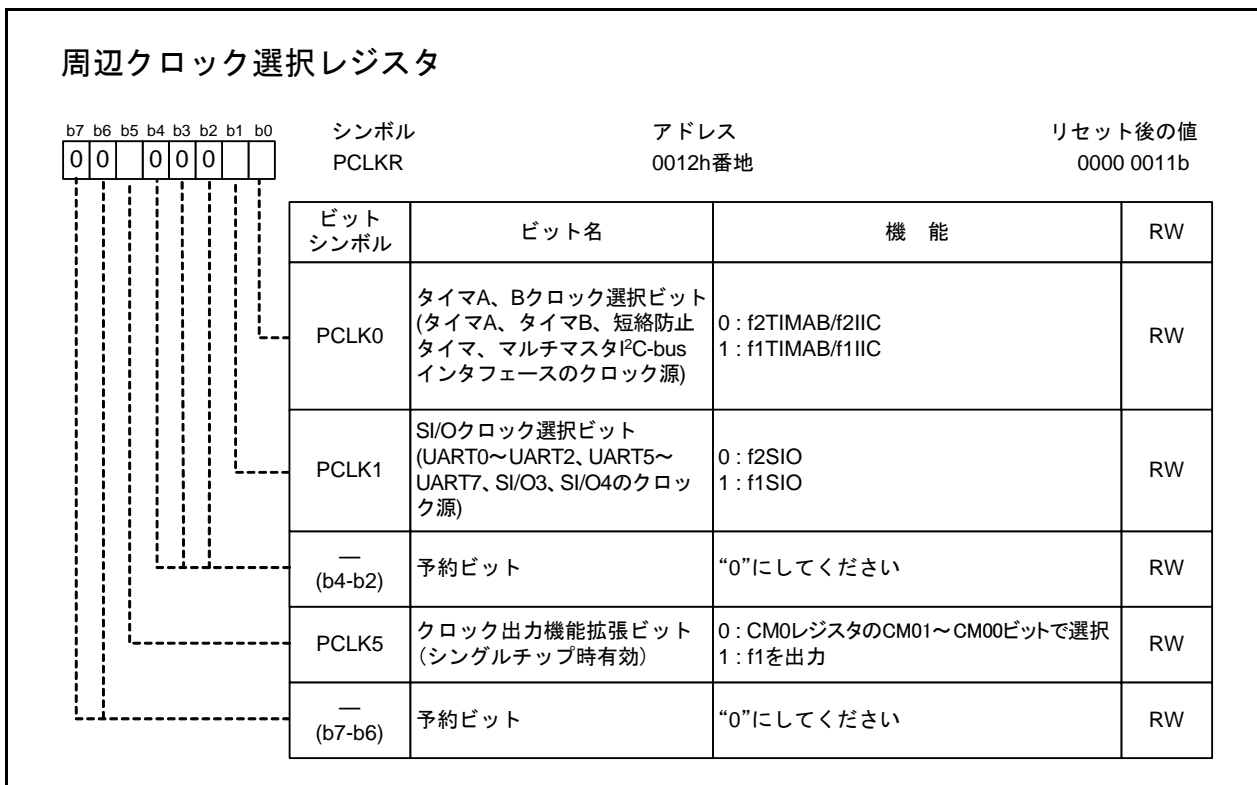 周辺クロック選択レジスタ
b7 b6 b5 b4 b3 b2 b1 b0
シンボル アドレス リセット後の値
0 0 0 0 0
PCLKR 0012h番地 0000 0011b
ビット
シンボル
ビット名
機 能
RW
PCLK0
タイマA、Bクロック選択ビット
(タイマA、タイマB、短絡防止
タイマ、マルチマスタI²C-bus
インタフェースのクロック源)
0 : f2TIMAB/f2IIC
1 : f1TIMAB/f1IIC
RW
PCLK1
SI/Oクロック選択ビット
(UART0～UART2、UART5～
UART7、SI/O3、SI/O4のクロッ
ク源)
0 : f2SIO
1 : f1SIO
RW
—
(b4-b2)
予約ビット
“0”にしてください
RW
PCLK5
クロック出力機能拡張ビット
（シングルチップ時有効）
0 : CM0レジスタのCM01～CM00ビットで選択
1 : f1を出力
RW
—
(b7-b6)
予約ビット
“0”にしてください
RW